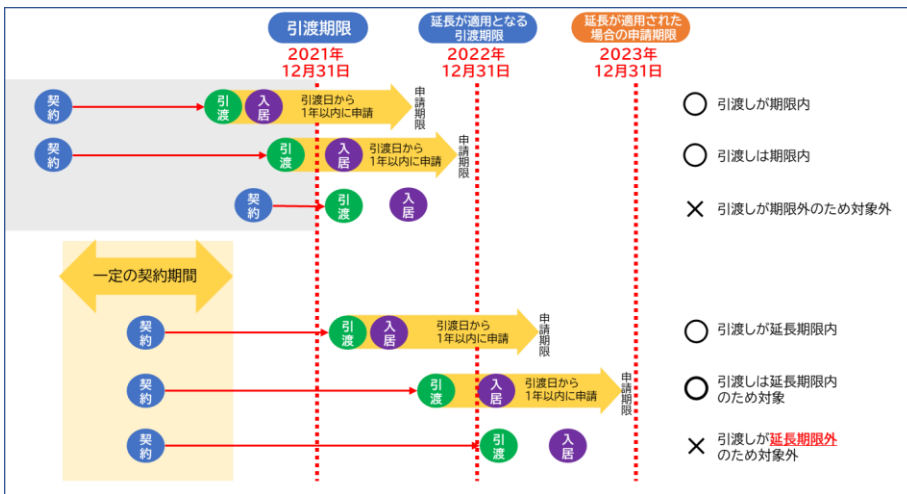 引渡期限
延長が適用となる
引渡期限
延長が適用された
場合の申請期限
2021年
12月31日
2022年
12月31日
2023年
12月31日
契約
引渡
入居
引渡日から
1年以内に申請
申請期限
引渡しが期限内
契約
引渡
入居
引渡日から
1年以内に申請
申請期限
引渡しは期限内
契約
引渡
入居
引渡しが期限外のため対象外
一定の契約期間
契約
引渡
入居
引渡日から
1年以内に申請
申請期限
引渡しが延長期限内
契約
引渡
入居
引渡日から
1年以内に申請
申請期限
引渡しは延長期限内
のため対象
契約
引渡
入居
引渡しが延長期限外
のため対象外